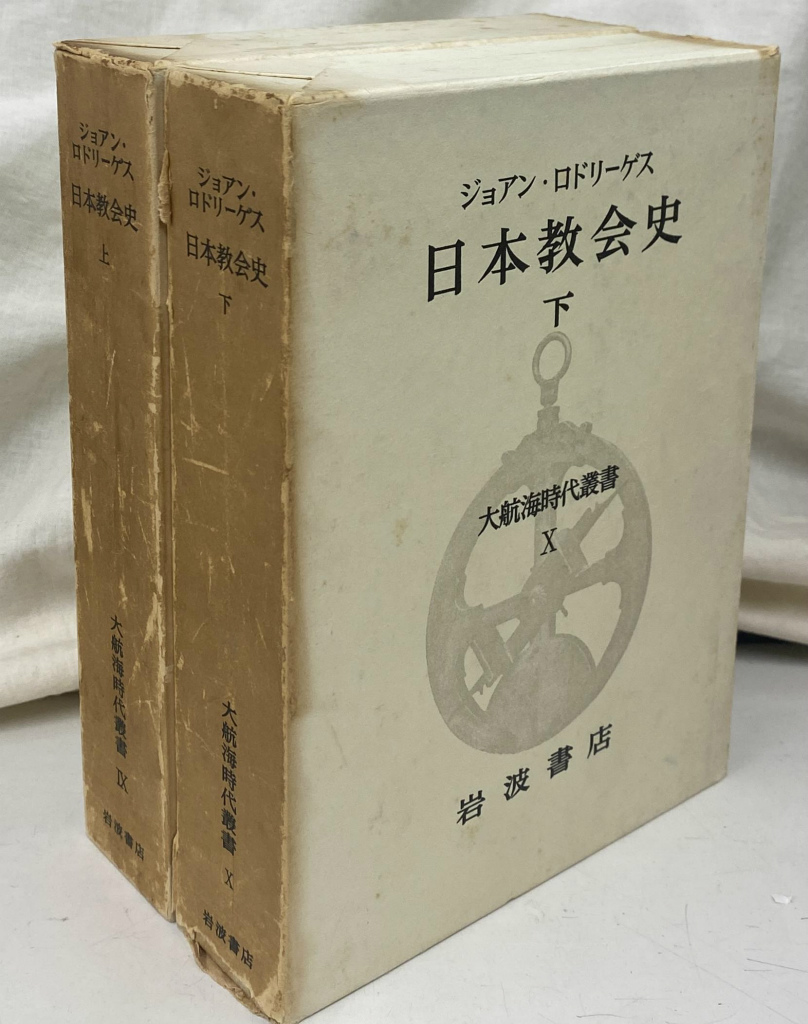 ジョアン・
ロドリーゲス
日本教会史
上
大航海時代叢書 IX
岩波書店
ジョアン・
ロドリーゲス
日本教会史
下
大航海時代叢書 X
岩波書店
ジョアン・ロドリーゲス
日本教会史
下
大航海時代叢書
X
岩波書店